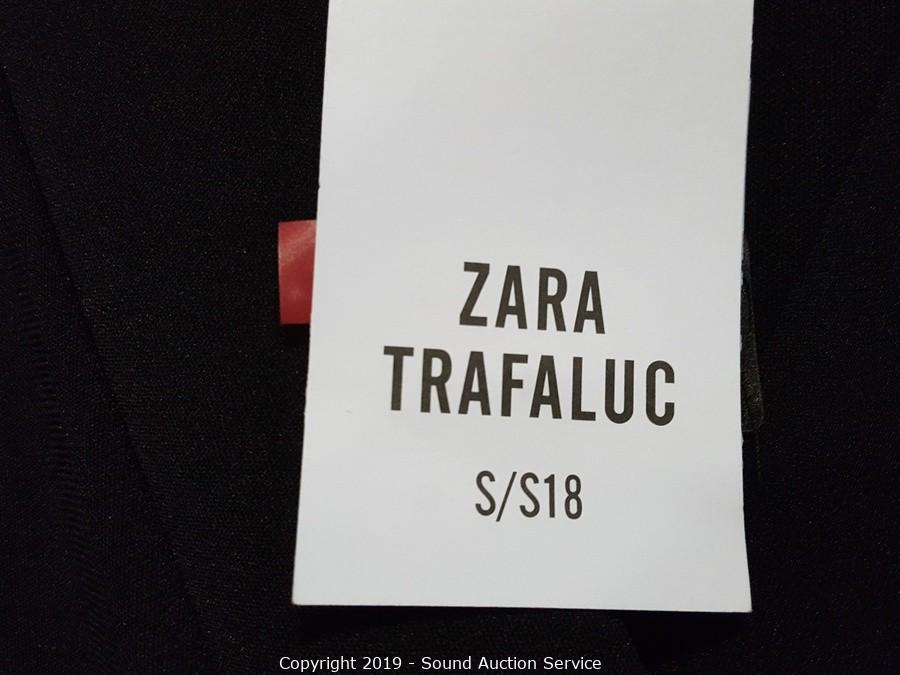 ZARA
TRAFALUC
S/S18
Copyright 2019 - Sound Auction Service